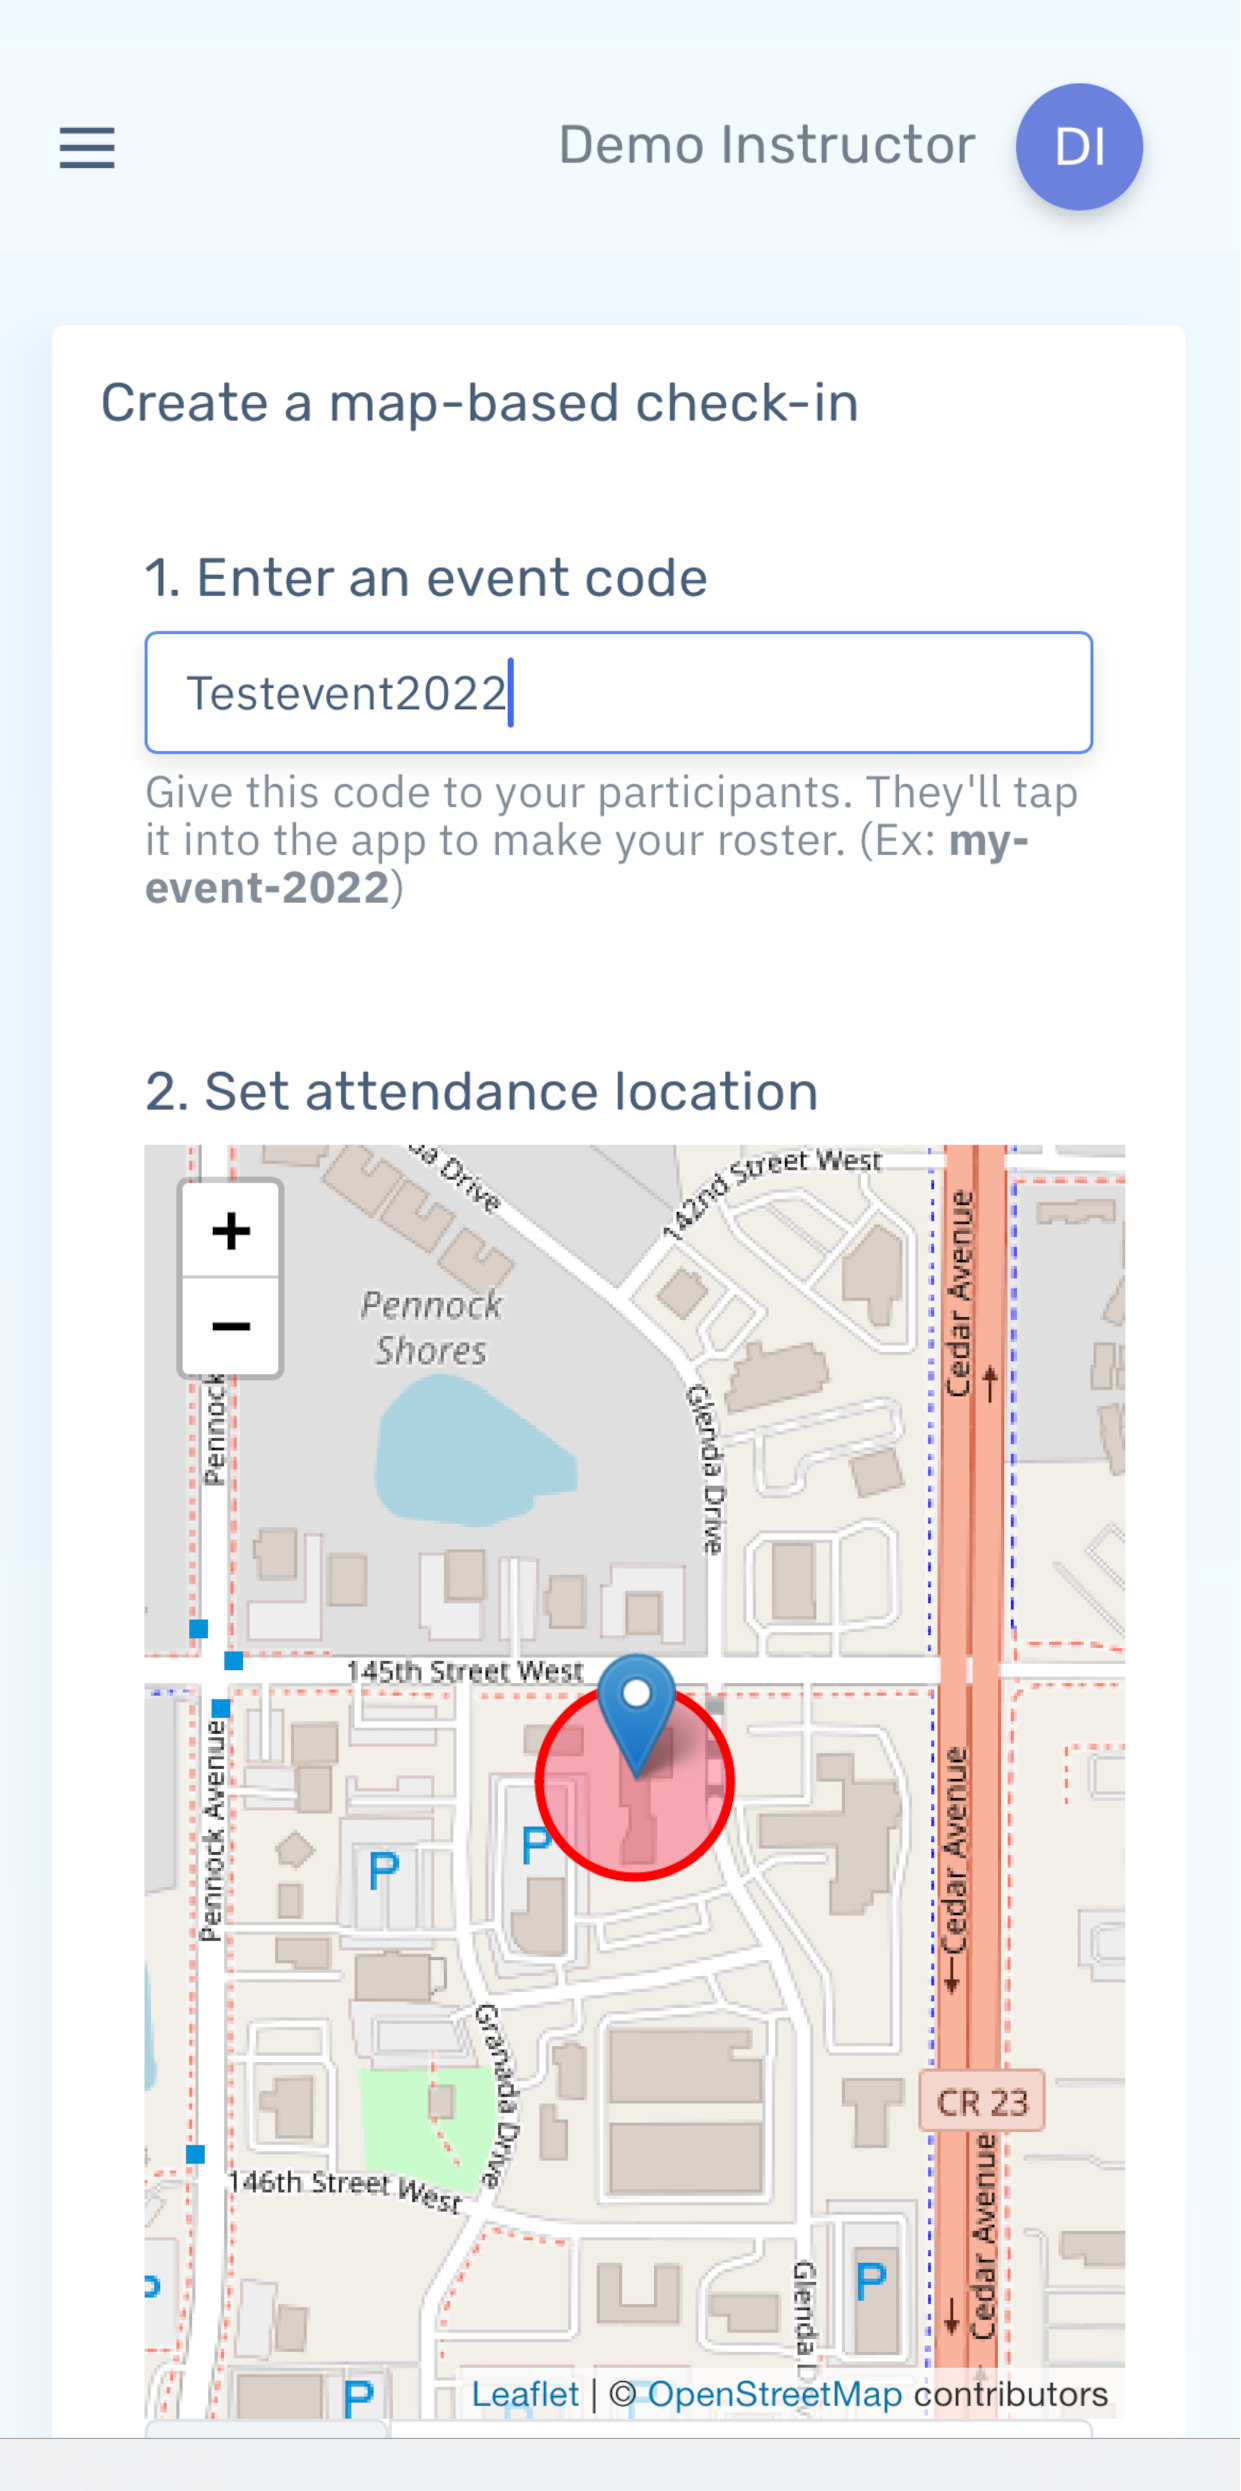 Demo Instructor
DI
Create a map-based check-in
1. Enter an event code
Testevent2022
Give this code to your participants. They'll tap
it into the app to make your roster. (Ex: my-
event-2022)
2. Set attendance location
da Drive
142nd Street West
+
Cedar Avenue
Pennock
Shores
−
Pennock
Glenda Drive
145th Street West
Pennock Avenue
P
P
Cedar Avenue
Granada Drive
CR 23
146th Street West
Cedar Avenue
P
Glenda D
P
Leaflet | © OpenStreetMap contributors